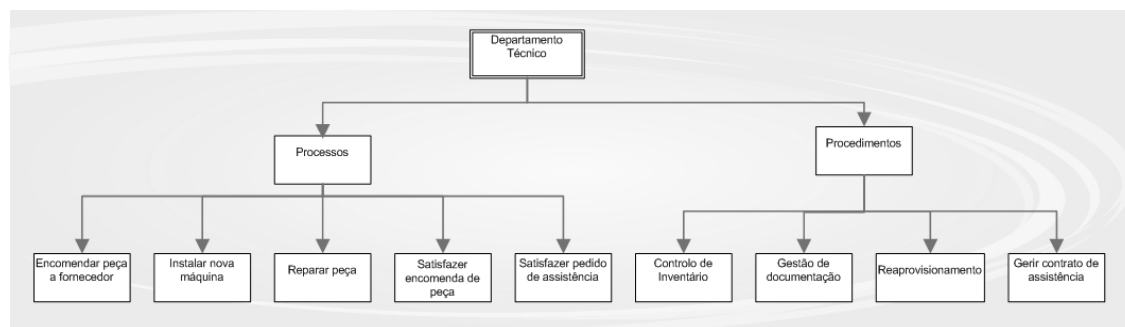 Departamento
Técnico
Processos
Procedimentos
Encomendar peça
a fornecedor
Instalar nova
máquina
Reparar peça
Satisfazer
encomenda de
peça
Satisfazer pedido
de assistência
Controlo de
Inventário
Gestão de
documentação
Reaprovisionamento
Gerir contrato de
assistência